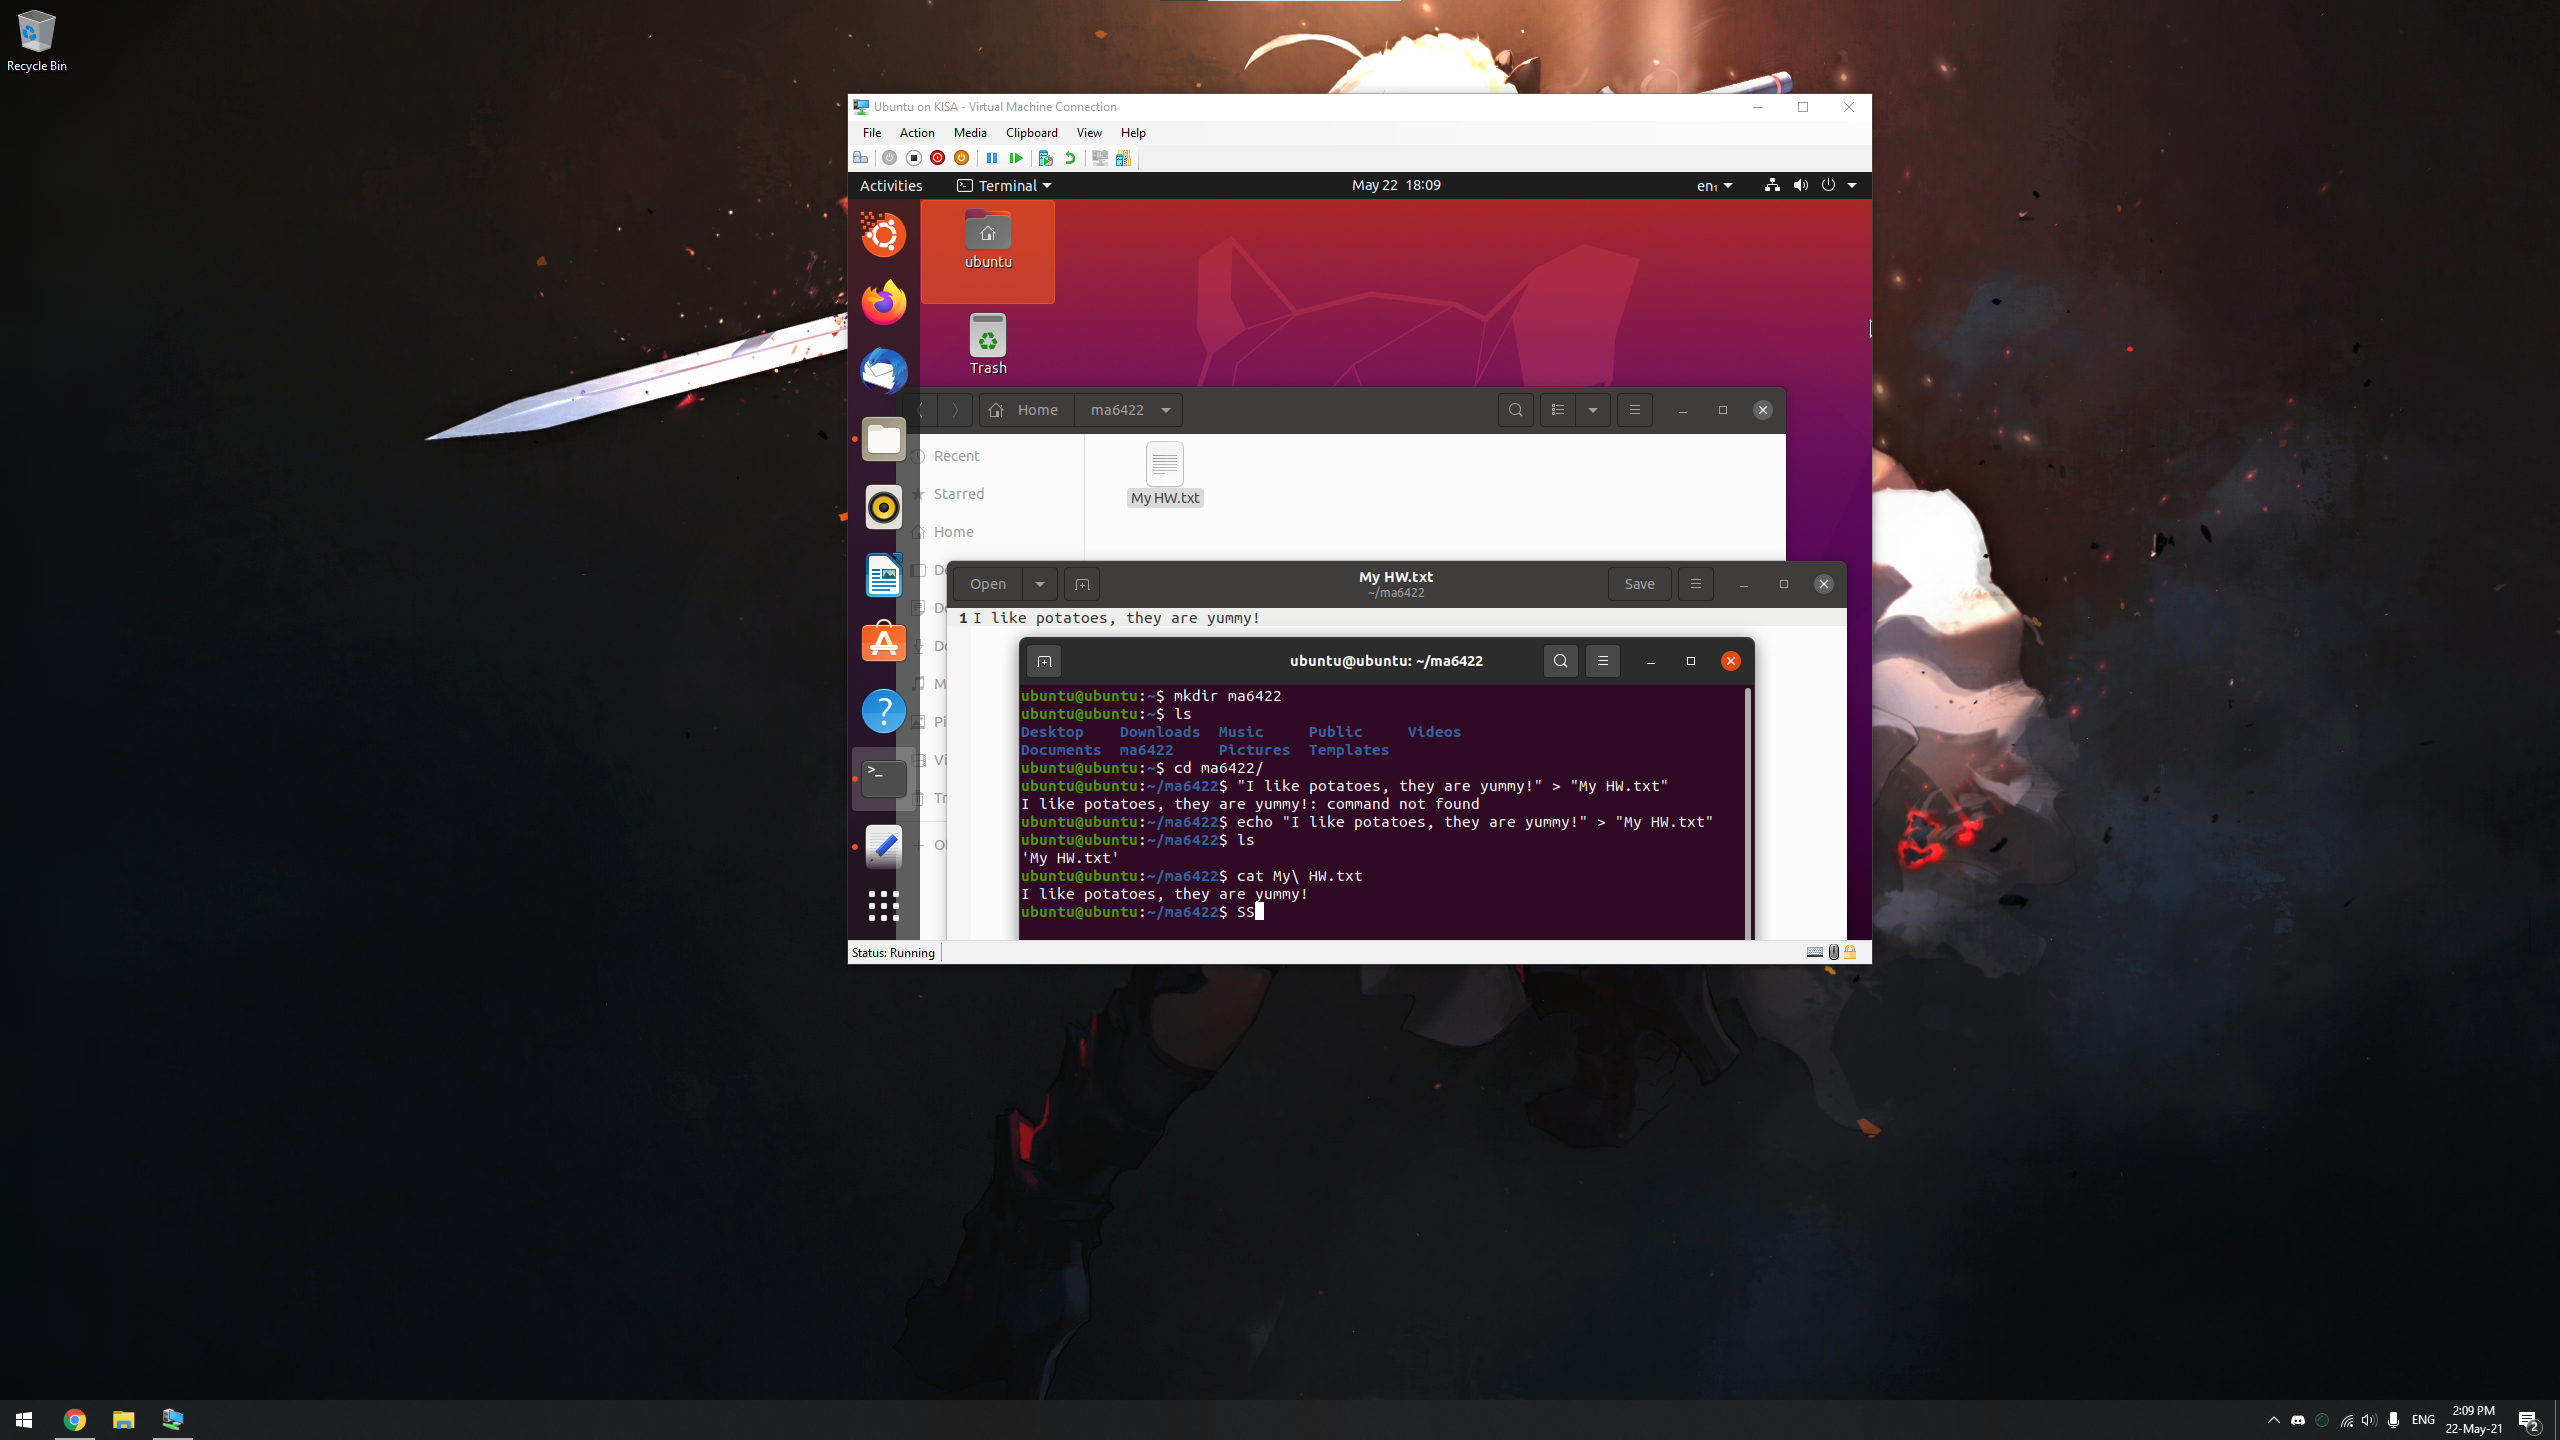 Recycle Bin
Ubuntu on KISA - Virtual Machine Connection
File Action Media Clipboard View Help
Activities Terminal May 22 18:09 en₁
ubuntu
Trash
Home ma6422
Recent
My HW.txt
Starred
Home
Open My HW.txt Save
~/ma6422
1 I like potatoes, they are yummy!
ubuntu@ubuntu: ~/ma6422
ubuntu@ubuntu:~$ mkdir ma6422
ubuntu@ubuntu:~$ ls
Desktop Downloads Music Public Videos
Documents ma6422 Pictures Templates
ubuntu@ubuntu:~$ cd ma6422/
ubuntu@ubuntu:~/ma6422$ "I like potatoes, they are yummy!" > "My HW.txt"
I like potatoes, they are yummy!: command not found
ubuntu@ubuntu:~/ma6422$ echo "I like potatoes, they are yummy!" > "My HW.txt"
ubuntu@ubuntu:~/ma6422$ ls
'My HW.txt'
ubuntu@ubuntu:~/ma6422$ cat My\ HW.txt
I like potatoes, they are yummy!
ubuntu@ubuntu:~/ma6422$ SS
Status: Running
ENG
2:09 PM
22-May-21
2